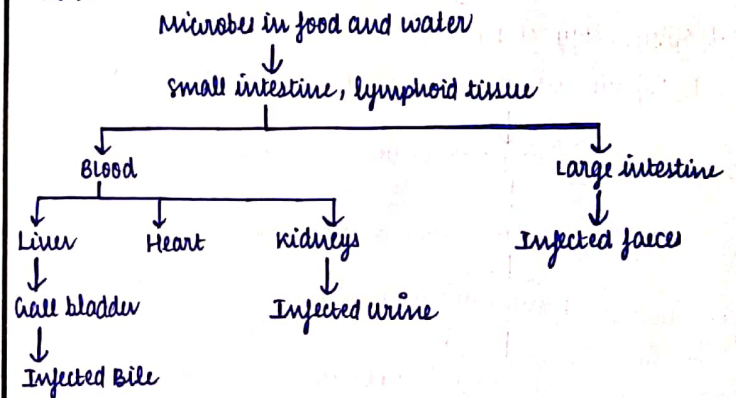 Microbes in food and water
Small intestine, lymphoid tissue
Blood Large intestine
Liver Heart Kidneys Infected faeces
Gall bladder Infected urine
Infected Bile